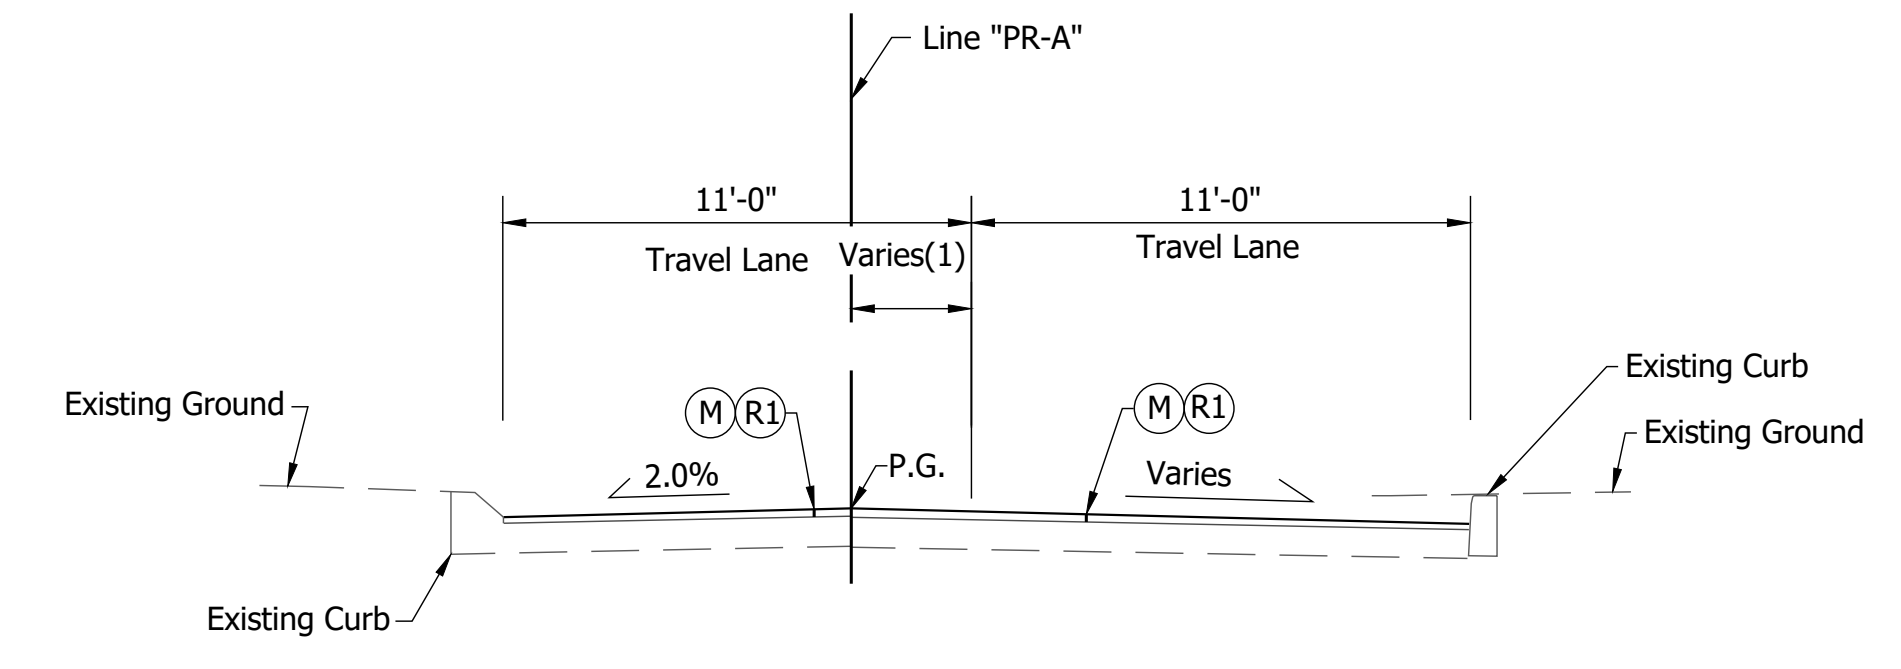 Line "PR-A"
11'-0"
11'-0"
Travel Lane
Varies(1)
Travel Lane
Existing Curb
Existing Ground
M
R1
M
R1
Existing Ground
2.0%
P.G.
Varies
Existing Curb